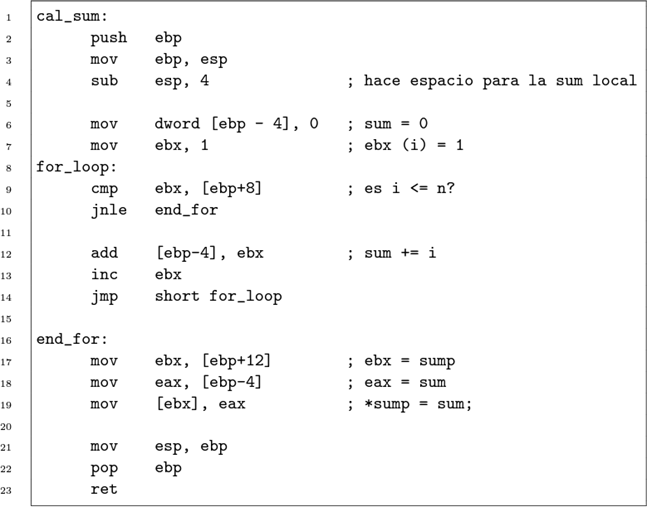 1 cal_sum:
2 push ebp
3 mov ebp, esp
4 sub esp, 4 ; hace espacio para la sum local
5
6 mov dword [ebp - 4], 0 ; sum = 0
7 mov ebx, 1 ; ebx (i) = 1
8 for_loop:
9 cmp ebx, [ebp+8] ; es i <= n?
10 jnle end_for
11
12 add [ebp-4], ebx ; sum += i
13 inc ebx
14 jmp short for_loop
15
16 end_for:
17 mov ebx, [ebp+12] ; ebx = sump
18 mov eax, [ebp-4] ; eax = sum
19 mov [ebx], eax ; *sump = sum;
20
21 mov esp, ebp
22 pop ebp
23 ret